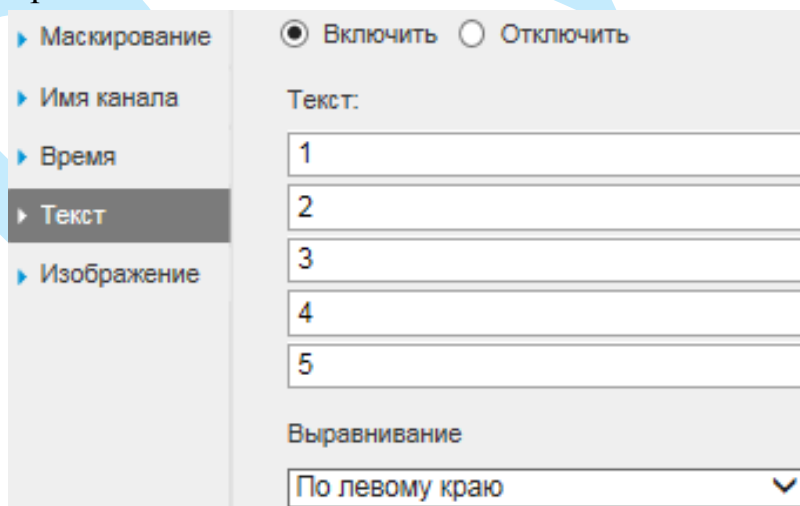 Маскирование
Имя канала
Время
Текст
Изображение
Включить Отключить
Текст:
1
2
3
4
5
Выравнивание
По левому краю